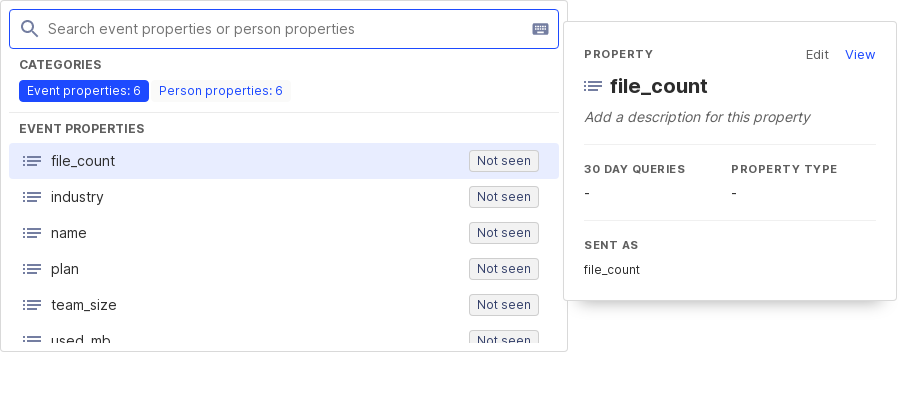 Search event properties or person properties
CATEGORIES
Event properties: 6
Person properties: 6
EVENT PROPERTIES
file_count Not seen
industry Not seen
name Not seen
plan Not seen
team_size Not seen
used_mb Not seen
PROPERTY Edit View
file_count
Add a description for this property
30 DAY QUERIES PROPERTY TYPE
- -
SENT AS
file_count